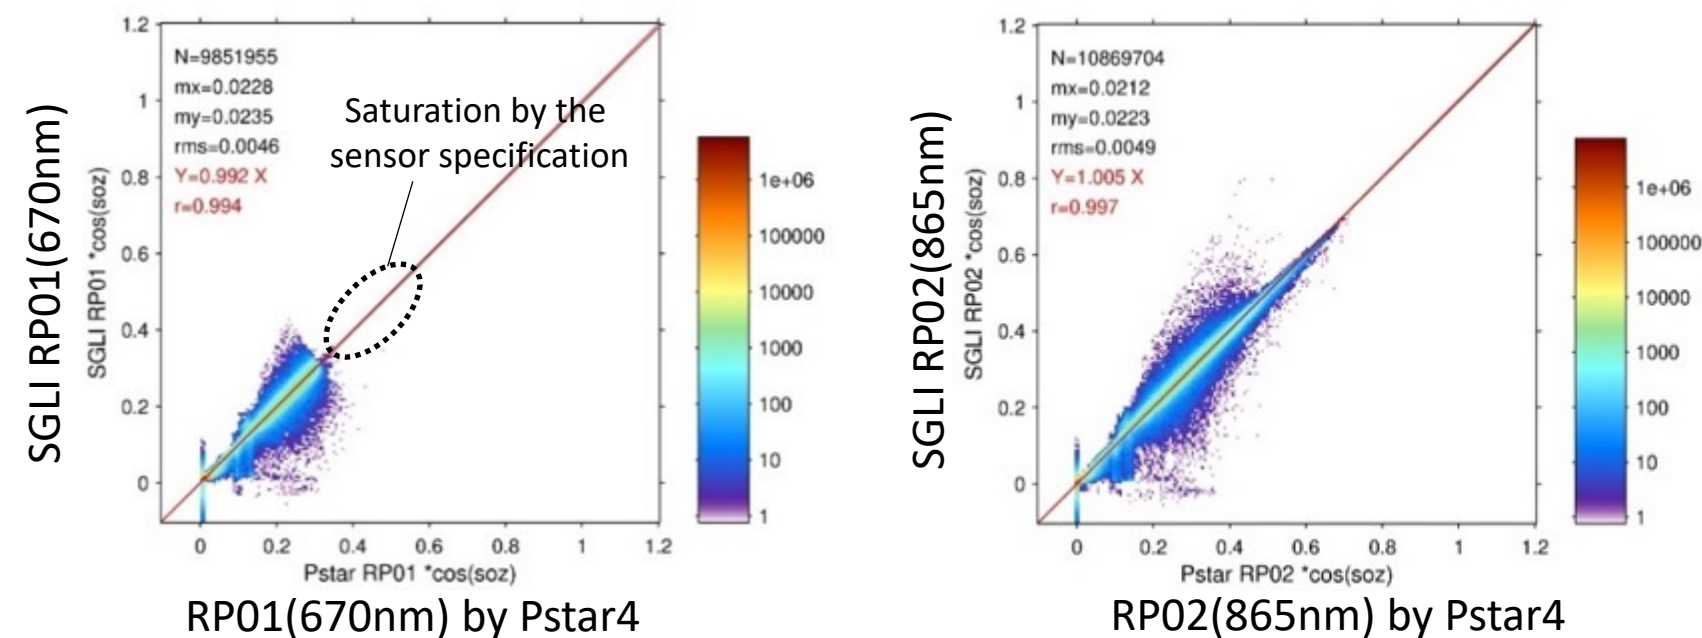 SGLI RP01(670nm)
SGLI RP01 *cos(soz)
1.2
1
0.8
0.6
0.4
0.2
0
N=9851955
mx=0.0228
my=0.0235
rms=0.0046
Y=0.992 X
r=0.994
Saturation by the
sensor specification
0 0.2 0.4 0.6 0.8 1 1.2
Pstar RP01 *cos(soz)
RP01(670nm) by Pstar4
1e+06
100000
10000
1000
100
10
1
SGLI RP02(865nm)
SGLI RP02 *cos(soz)
1.2
1
0.8
0.6
0.4
0.2
0
N=10869704
mx=0.0212
my=0.0223
rms=0.0049
Y=1.005 X
r=0.997
0 0.2 0.4 0.6 0.8 1 1.2
Pstar RP02 *cos(soz)
RP02(865nm) by Pstar4
1e+06
100000
10000
1000
100
10
1